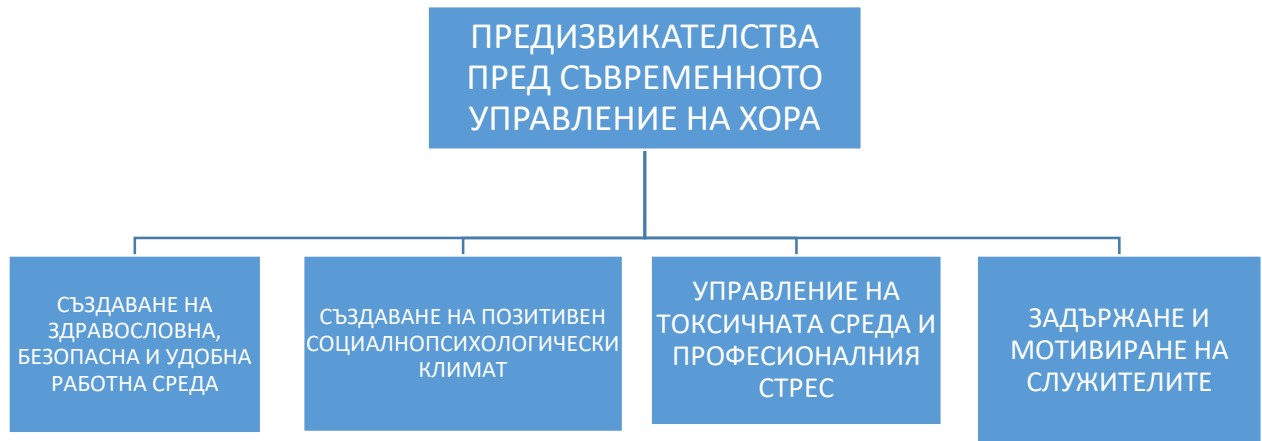 ПРЕДИЗВИКАТЕЛСТВА
ПРЕД СЪВРЕМЕННОТО
УПРАВЛЕНИЕ НА ХОРА
СЪЗДАВАНЕ НА
ЗДРАВОСЛОВНА,
БЕЗОПАСНА И УДОБНА
РАБОТНА СРЕДА
СЪЗДАВАНЕ НА ПОЗИТИВЕН
СОЦИАЛНОПСИХОЛОГИЧЕСКИ
КЛИМАТ
УПРАВЛЕНИЕ НА
ТОКСИЧНАТА СРЕДА И
ПРОФЕСИОНАЛНИЯ
СТРЕС
ЗАДЪРЖАНЕ И
МОТИВИРАНЕ НА
СЛУЖИТЕЛИТЕ